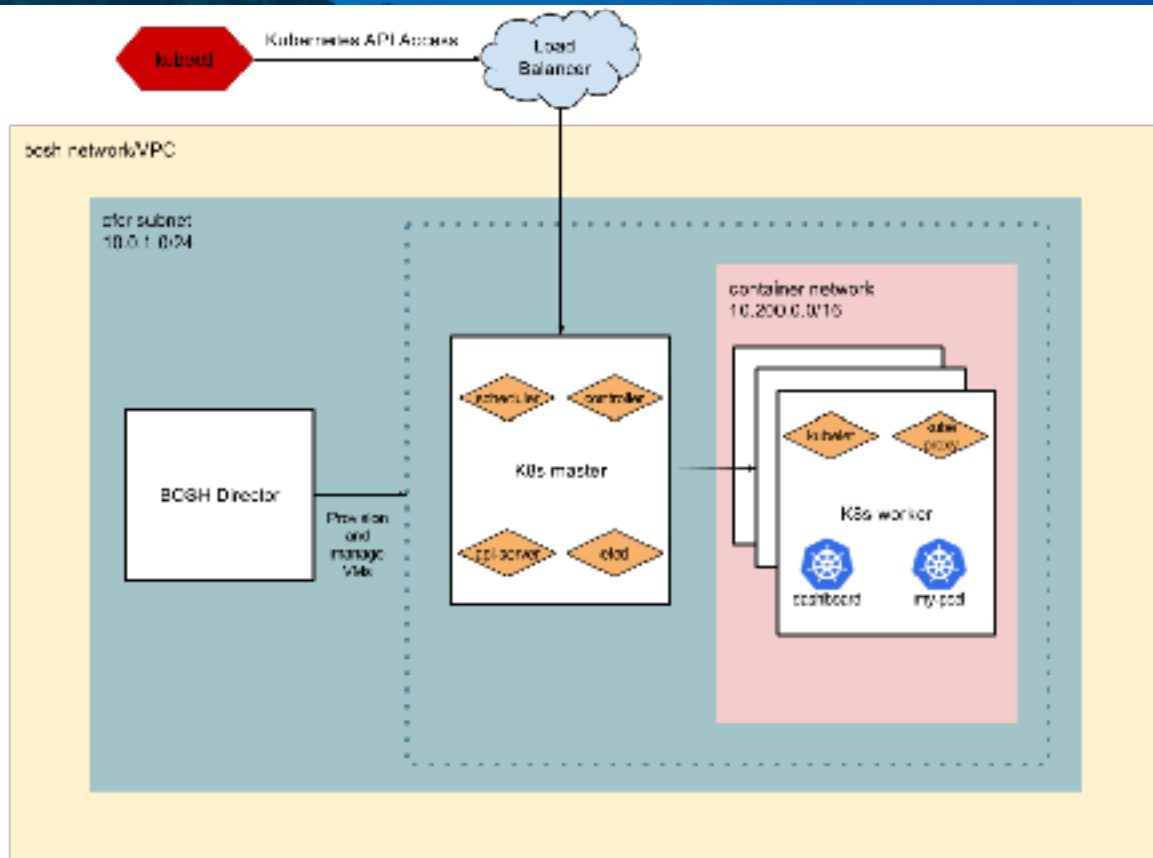 kubectl
Kubernetes API Access
Load
Balancer
bosh network/VPC
cfcr subnet
10.0.1.0/24
container network
10.200.0.0/16
scheduler
controller
kubelet
kube
proxy
BOSH Director
Provision
and
manage
VMs
K8s master
K8s worker
api-server
etcd
dashboard
my-pod